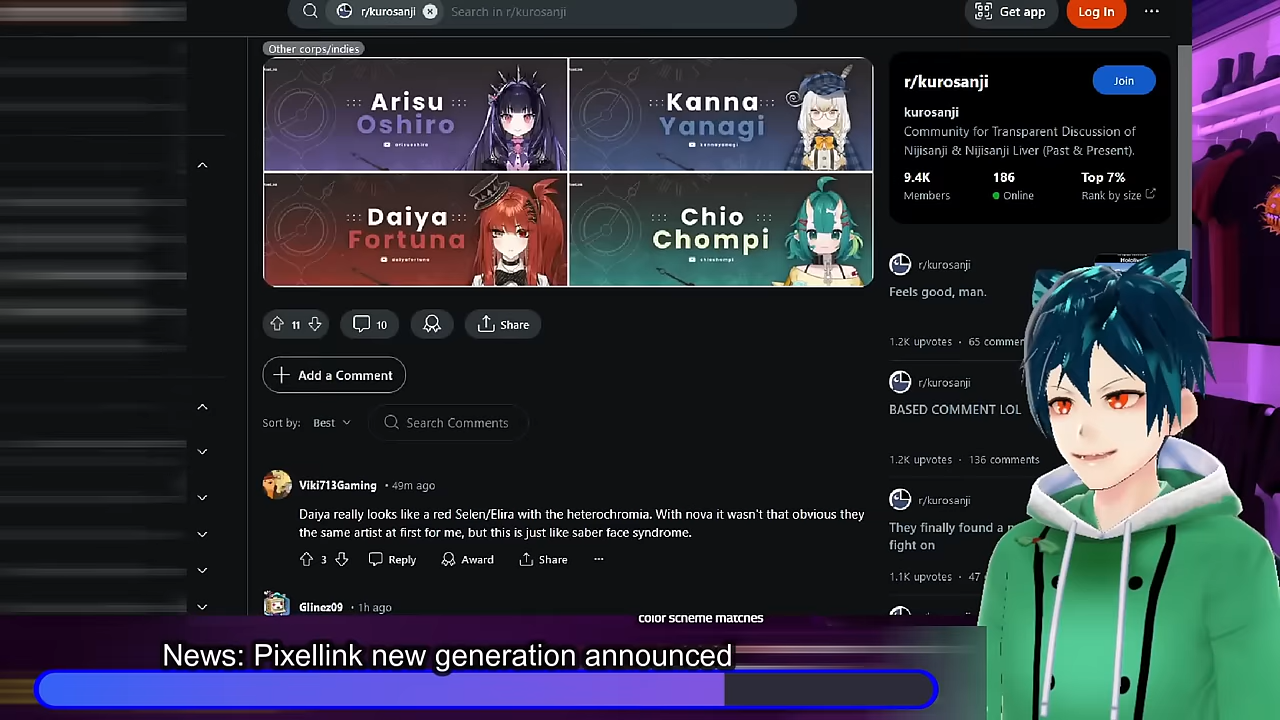 r/kurosanji
Search in r/kurosanji
Get app
Log In
Other corps/indies
Arisu
Oshiro
arisuoshiro
Kanna
Yanagi
kannayanagi
Daiya
Fortuna
daiyafortuna
Chio
Chompi
chiochompi
11
10
Share
Add a Comment
Sort by:
Best
Search Comments
Viki713Gaming
• 49m ago
Daiya really looks like a red Selen/Elira with the heterochromia. With nova it wasn't that obvious they
the same artist at first for me, but this is just like saber face syndrome.
3
Reply
Award
Share
Glinez09
• 1h ago
r/kurosanji
Join
kurosanji
Community for Transparent Discussion of
Nijisanji & Nijisanji Liver (Past & Present).
9.4K
186
Top 7%
Members
Online
Rank by size
r/kurosanji
Feels good, man.
1.2K upvotes · 65 commen
r/kurosanji
BASED COMMENT LOL
1.2K upvotes · 136 comments
r/kurosanji
They finally found a
fight on
1.1K upvotes · 47
color scheme matches
News: Pixellink new generation announced